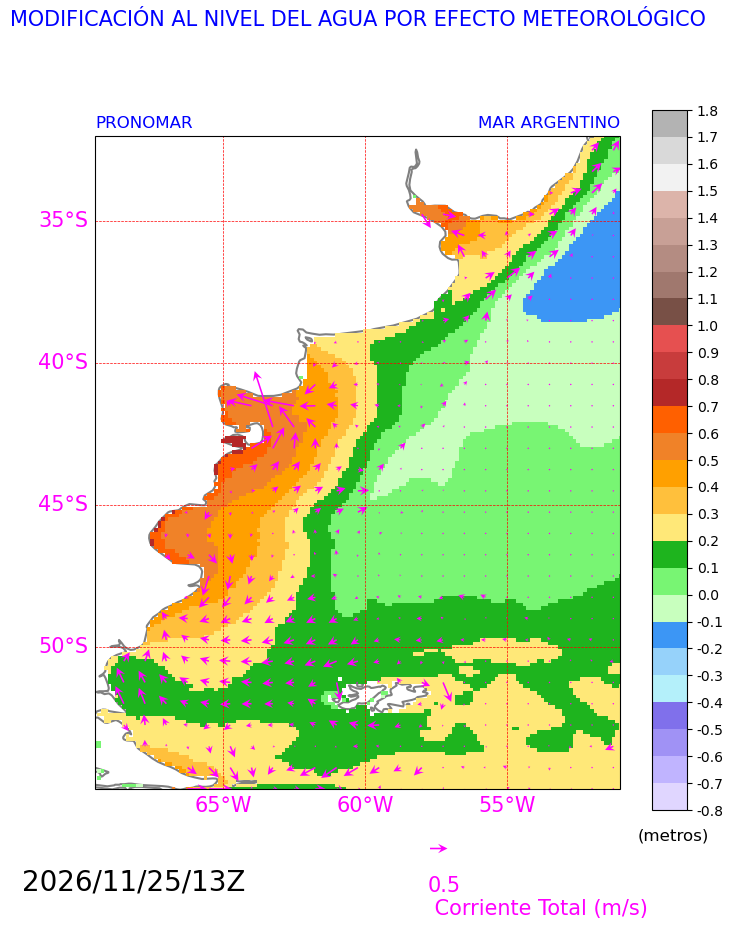 MODIFICACIÓN AL NIVEL DEL AGUA POR EFECTO METEOROLÓGICO
PRONOMAR MAR ARGENTINO
35°S
40°S
45°S
50°S
65°W 60°W 55°W
1.8
1.7
1.6
1.5
1.4
1.3
1.2
1.1
1.0
0.9
0.8
0.7
0.6
0.5
0.4
0.3
0.2
0.1
0.0
-0.1
-0.2
-0.3
-0.4
-0.5
-0.6
-0.7
-0.8
(metros)
2026/11/25/13Z
0.5
Corriente Total (m/s)